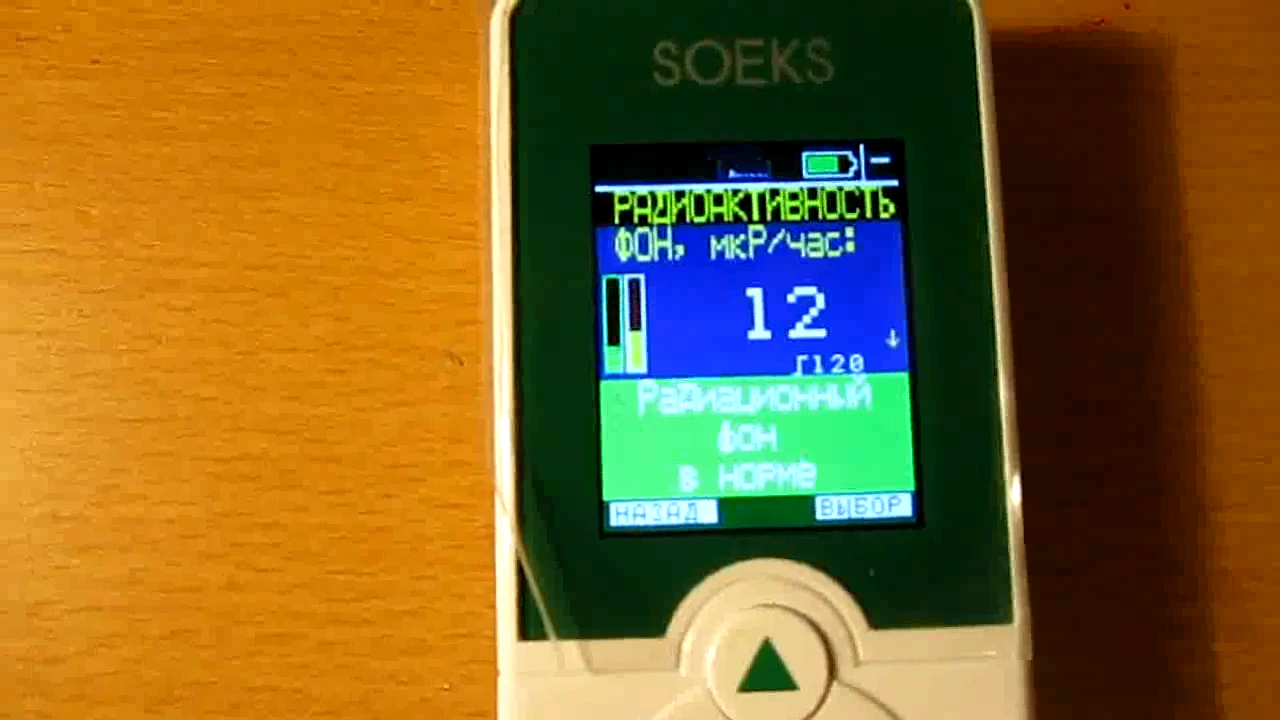 SOEKS
РАДИОАКТИВНОСТЬ
ФОН, мкР/час:
12
↓
∫120
Радиационный
фон
в норме
НАЗАД ВЫБОР